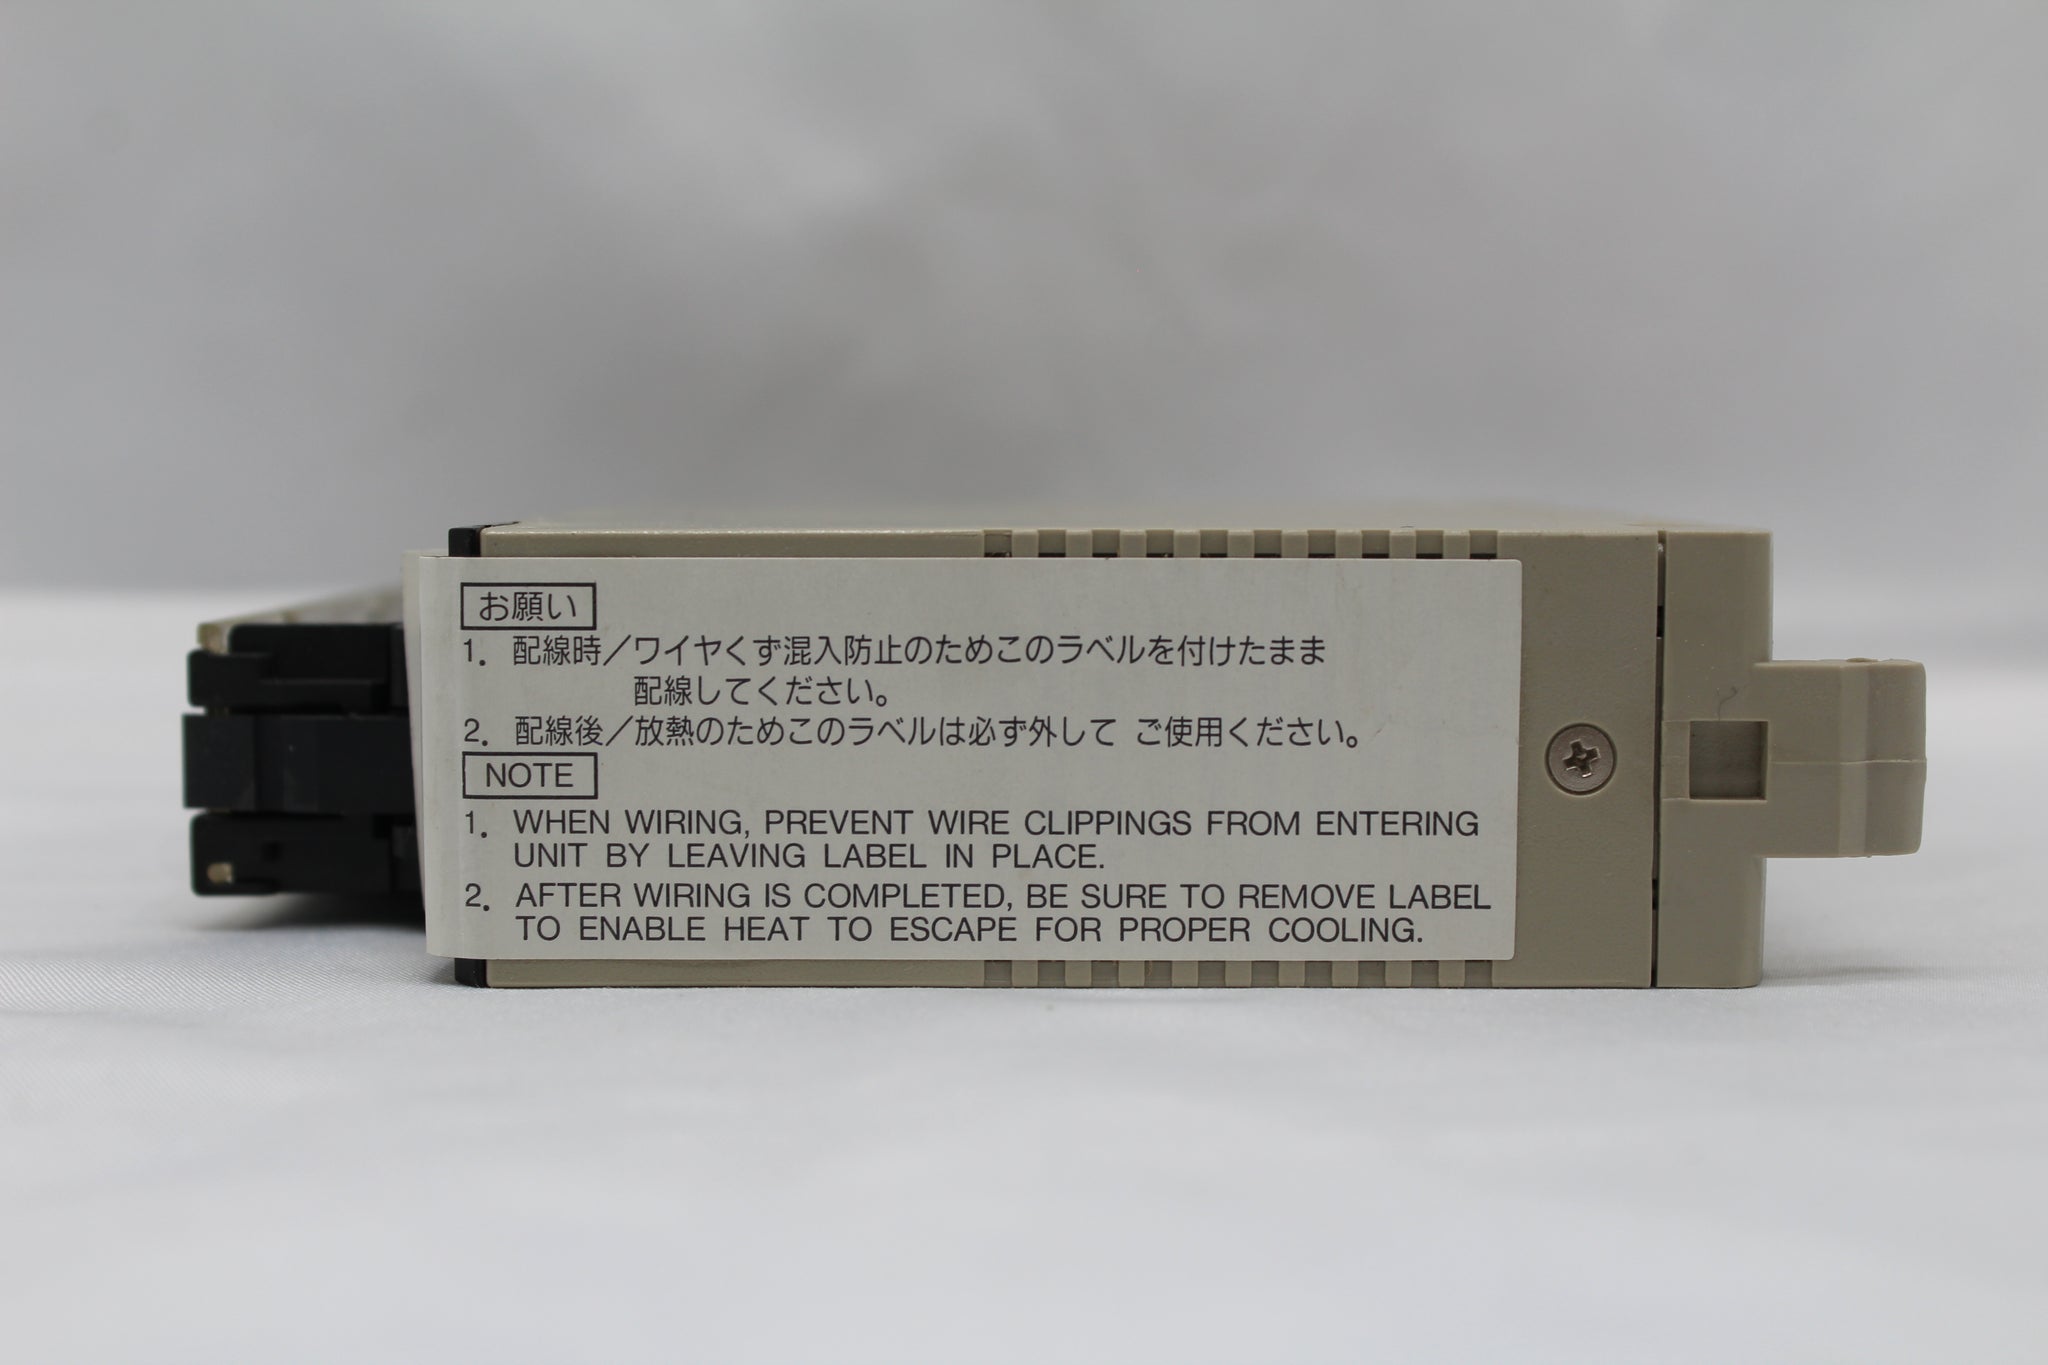 お願い
1. 配線時／ワイヤくず混入防止のためこのラベルを付けたまま
配線してください。
2. 配線後／放熱のためこのラベルは必ず外して ご使用ください。
NOTE
1. WHEN WIRING, PREVENT WIRE CLIPPINGS FROM ENTERING
UNIT BY LEAVING LABEL IN PLACE.
2. AFTER WIRING IS COMPLETED, BE SURE TO REMOVE LABEL
TO ENABLE HEAT TO ESCAPE FOR PROPER COOLING.